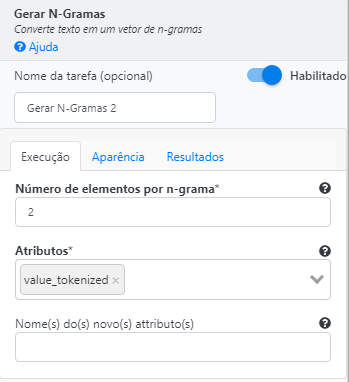 Gerar N-Gramas
Converte texto em um vetor de n-gramas
Ajuda
Nome da tarefa (opcional)
Habilitado
Gerar N-Gramas 2
Execução Aparência Resultados
Número de elementos por n-grama*
2
Atributos*
value_tokenized ×
Nome(s) do(s) novo(s) attributo(s)